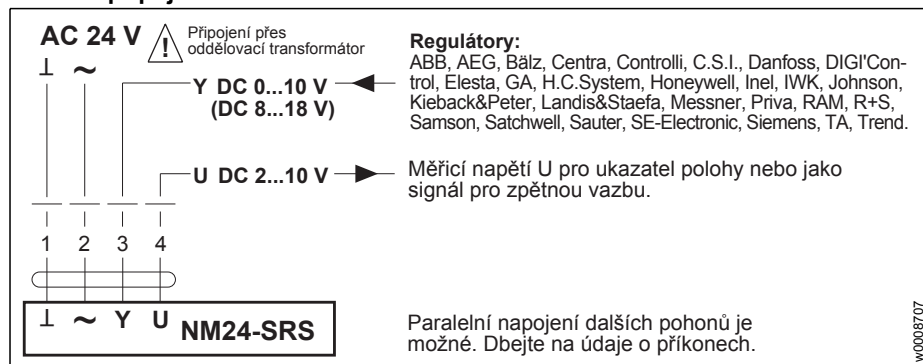 AC 24 V
Připojení přes
oddělovací transformátor
⊥ ~
Y DC 0...10 V
(DC 8...18 V)
Regulátory:
ABB, AEG, Bälz, Centra, Controlli, C.S.I., Danfoss, DIGI'Con-
trol, Elesta, GA, H.C.System, Honeywell, Inel, IWK, Johnson,
Kieback&Peter, Landis&Staefa, Messner, Priva, RAM, R+S,
Samson, Satchwell, Sauter, SE-Electronic, Siemens, TA, Trend.
U DC 2...10 V
Měřicí napětí U pro ukazatel polohy nebo jako
signál pro zpětnou vazbu.
1 2 3 4
⊥ ~ Y U
NM24-SRS
Paralelní napojení dalších pohonů je
možné. Dbejte na údaje o příkonech.
w0008707